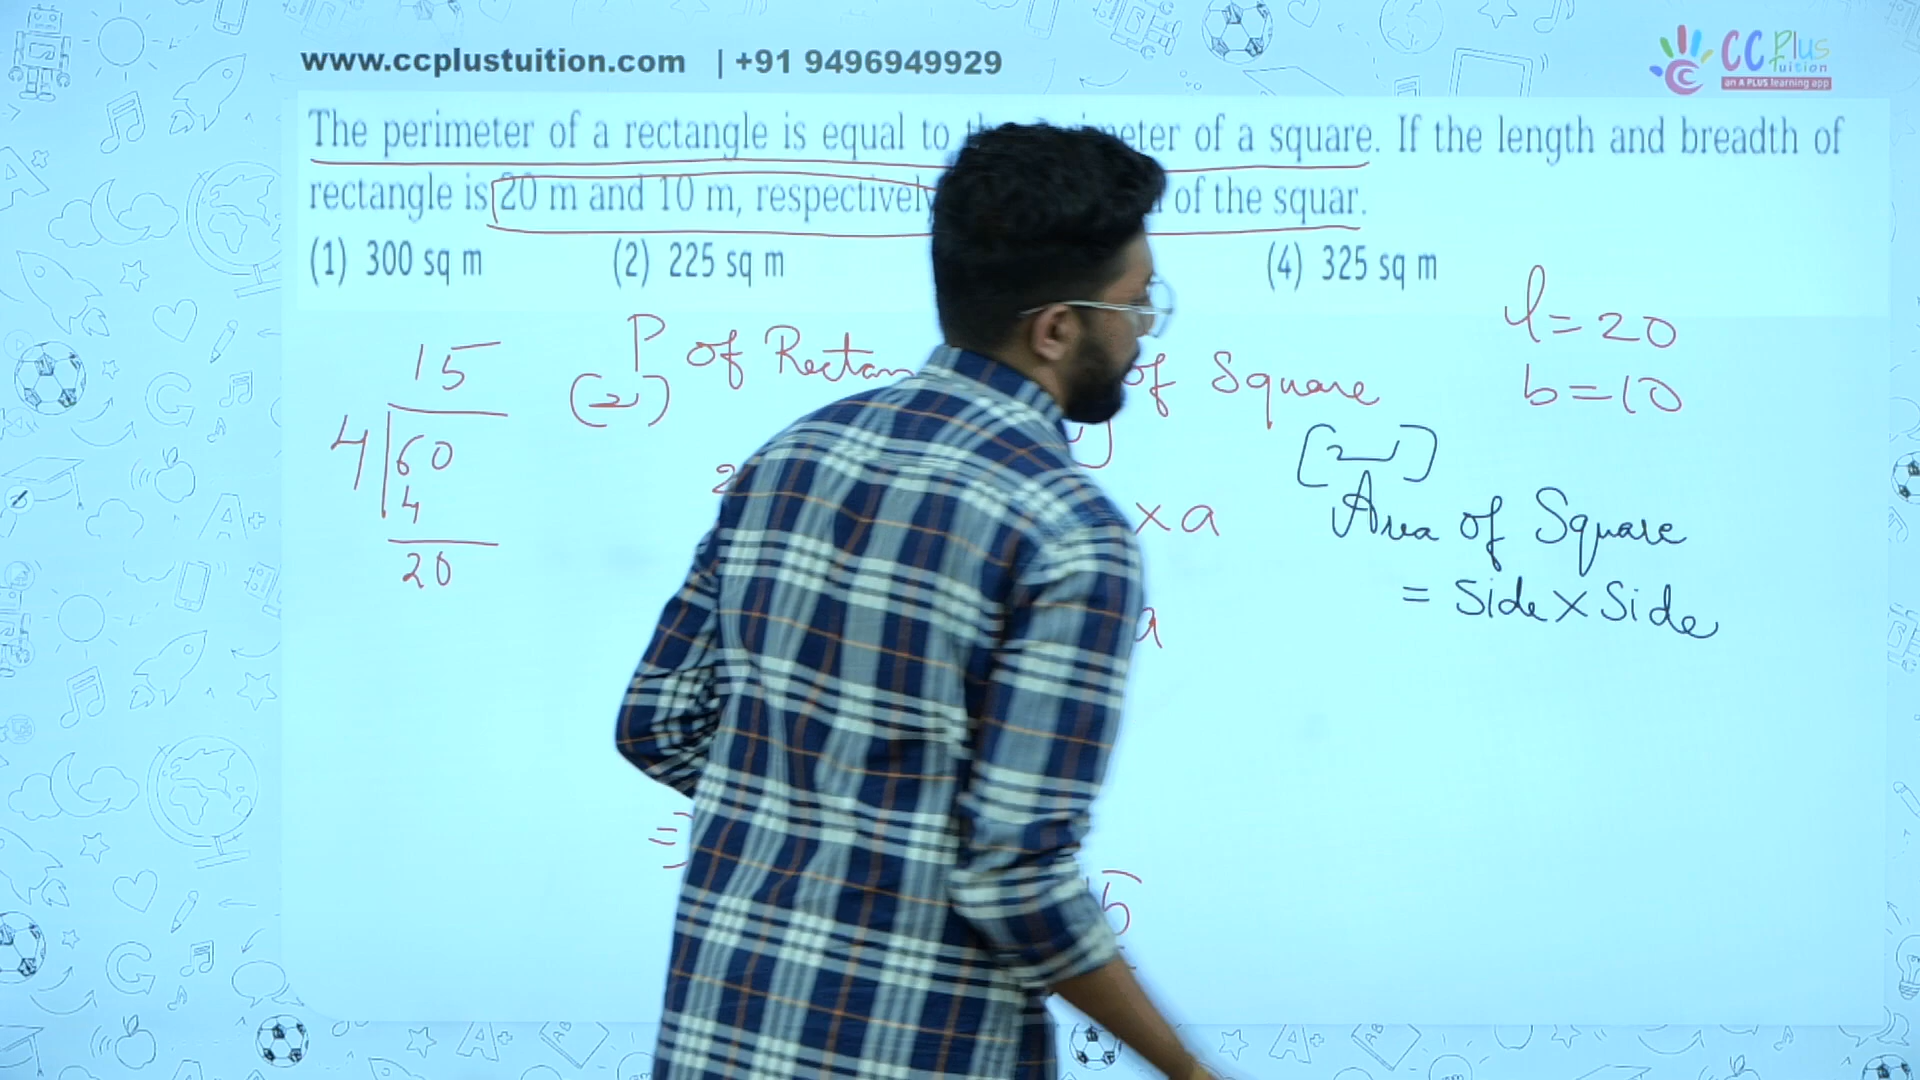 www.ccplustuition.com | +91 9496949929
CC Plus
Tuition
an A PLUS learning app
The perimeter of a rectangle is equal to of a square. If the length and breadth of
rectangle is 20 m and 10 m, respectively of the squar.
(1) 300 sq m (2) 225 sq m (4) 325 sq m
l=20
b=10
15
4 60
4
20
P of of Square
(2)
[2]
× a
Area of Square
= Side × Side